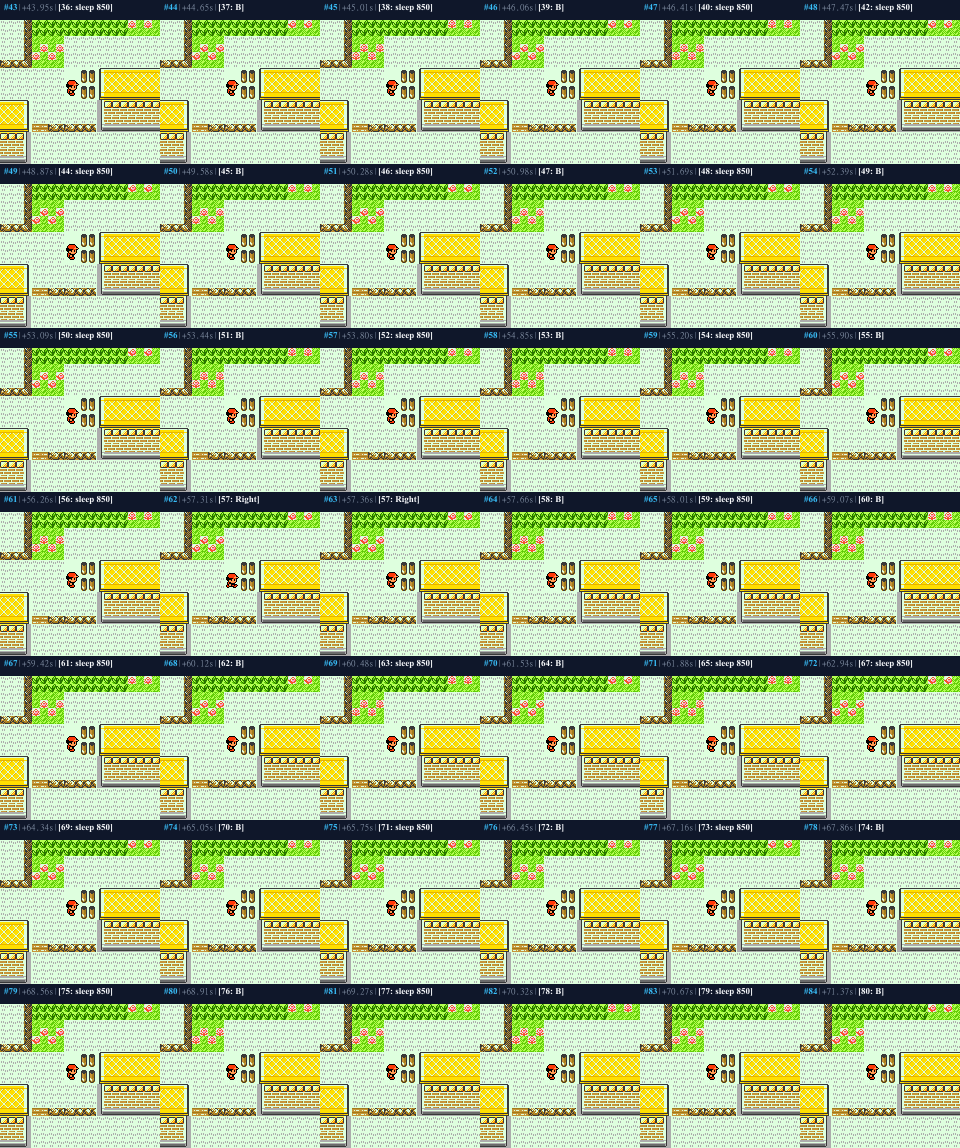 #43|+43.95s|[36: sleep 850] #44|+44.65s|[37: B] #45|+45.01s|[38: sleep 850] #46|+46.06s|[39: B] #47|+46.41s|[40: sleep 850] #48|+47.47s|[42: sleep 850]
#49|+48.87s|[44: sleep 850] #50|+49.58s|[45: B] #51|+50.28s|[46: sleep 850] #52|+50.98s|[47: B] #53|+51.69s|[48: sleep 850] #54|+52.39s|[49: B]
#55|+53.09s|[50: sleep 850] #56|+53.44s|[51: B] #57|+53.80s|[52: sleep 850] #58|+54.85s|[53: B] #59|+55.20s|[54: sleep 850] #60|+55.90s|[55: B]
#61|+56.26s|[56: sleep 850] #62|+57.31s|[57: Right] #63|+57.36s|[57: Right] #64|+57.66s|[58: B] #65|+58.01s|[59: sleep 850] #66|+59.07s|[60: B]
#67|+59.42s|[61: sleep 850] #68|+60.12s|[62: B] #69|+60.48s|[63: sleep 850] #70|+61.53s|[64: B] #71|+61.88s|[65: sleep 850] #72|+62.94s|[67: sleep 850]
#73|+64.34s|[69: sleep 850] #74|+65.05s|[70: B] #75|+65.75s|[71: sleep 850] #76|+66.45s|[72: B] #77|+67.16s|[73: sleep 850] #78|+67.86s|[74: B]
#79|+68.56s|[75: sleep 850] #80|+68.91s|[76: B] #81|+69.27s|[77: sleep 850] #82|+70.32s|[78: B] #83|+70.67s|[79: sleep 850] #84|+71.37s|[80: B]